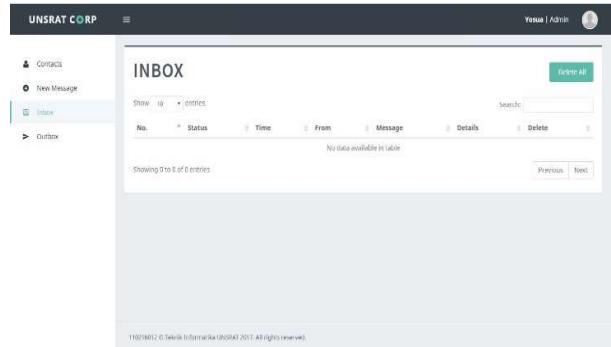 UNSRAT CORP
Yosua | Admin
Contacts
New Message
Inbox
Outbox
INBOX
Delete All
Show 10 entries
Search:
No. Status Time From Message Details Delete
No data available in table
Showing 0 to 0 of 0 entries
Previous Next
110216012 © Teknik Informatika UNSRAT 2017. All rights reserved.